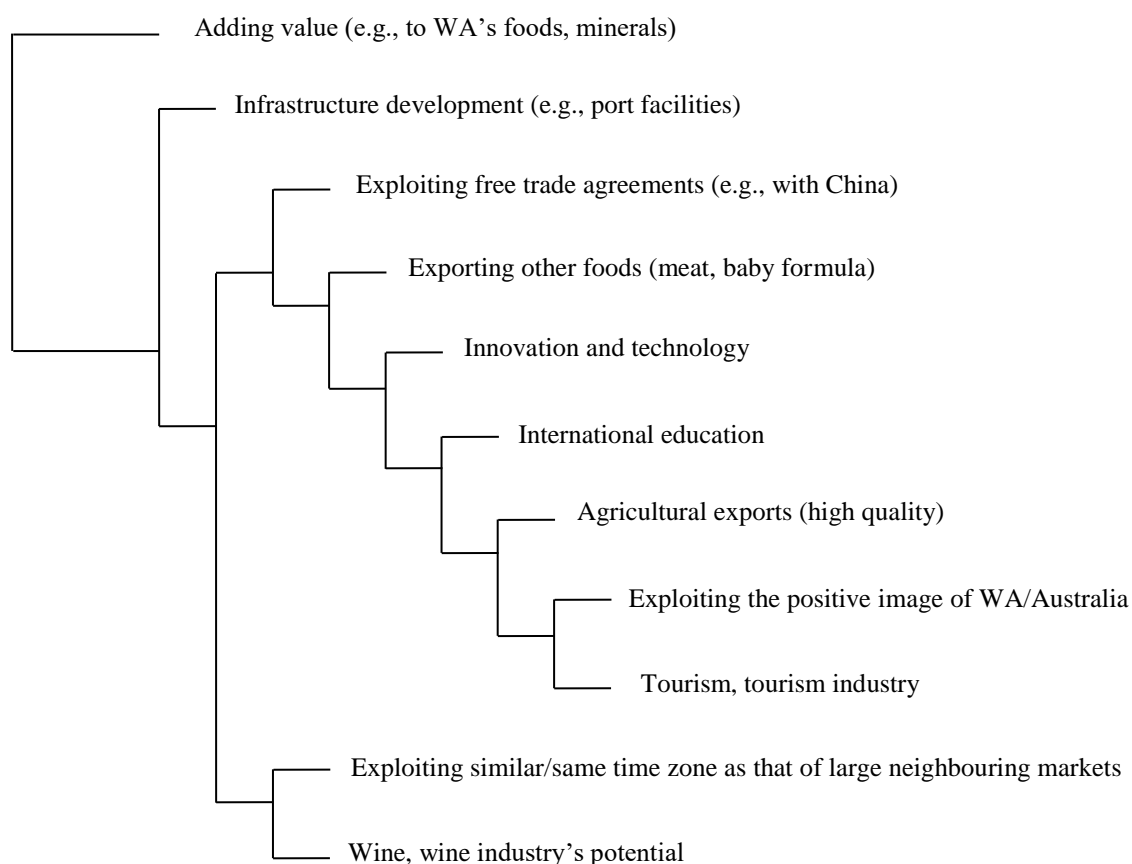 Adding value (e.g., to WA’s foods, minerals)
Infrastructure development (e.g., port facilities)
Exploiting free trade agreements (e.g., with China)
Exporting other foods (meat, baby formula)
Innovation and technology
International education
Agricultural exports (high quality)
Exploiting the positive image of WA/Australia
Tourism, tourism industry
Exploiting similar/same time zone as that of large neighbouring markets
Wine, wine industry’s potential